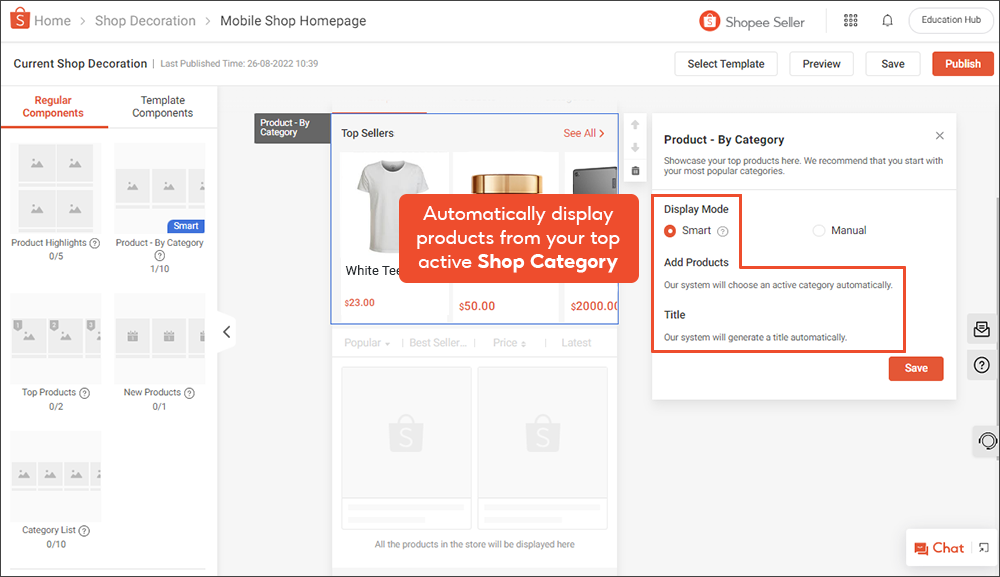 Home > Shop Decoration > Mobile Shop Homepage
Shopee Seller
Education Hub
Current Shop Decoration | Last Published Time: 26-08-2022 10:39
Select Template
Preview
Save
Publish
Regular
Components
Template
Components
Product Highlights
0/5
Smart
Product - By Category
1/10
Top Products
0/2
New Products
0/1
Category List
0/10
Product - By
Category
Top Sellers
See All >
White Tee
$23.00
$50.00
$2000.00
Automatically display
products from your top
active Shop Category
Popular
Best Seller...
Price
Latest
All the products in the store will be displayed here
Product - By Category
Showcase your top products here. We recommend that you start with
your most popular categories.
Display Mode
Smart
Manual
Add Products
Our system will choose an active category automatically.
Title
Our system will generate a title automatically.
Save
Chat